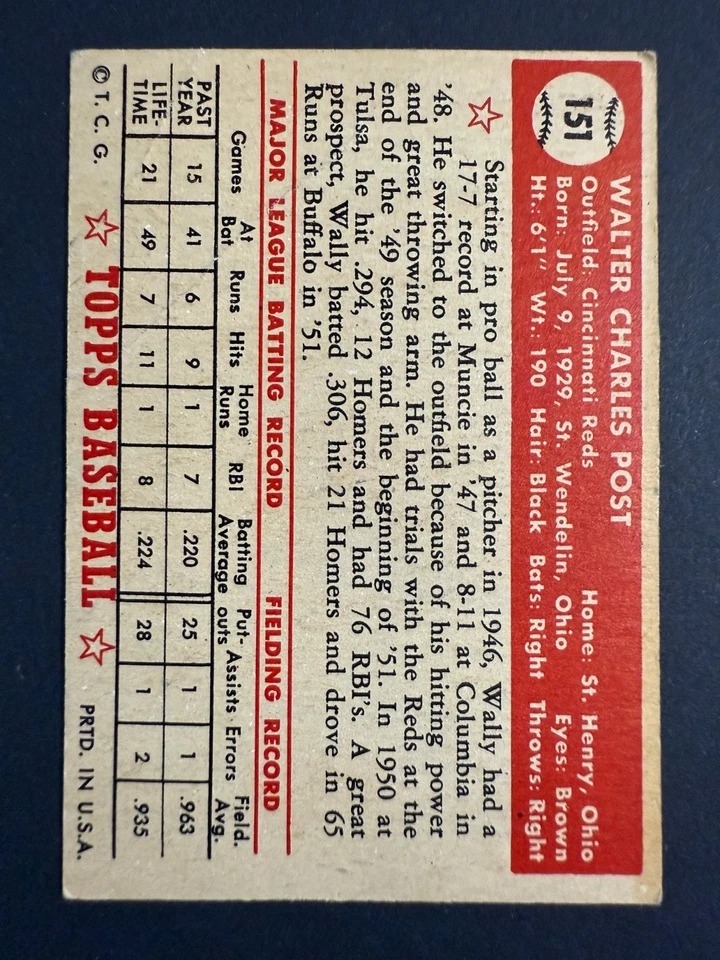 151
WALTER CHARLES POST
Outfield: Cincinnati Reds Home: St. Henry, Ohio
Born: July 9, 1929, St. Wendelin, Ohio Eyes: Brown
Ht.: 6'1" Wt.: 190 Hair: Black Bats: Right Throws: Right
Starting in pro ball as a pitcher in 1946, Wally had a
17-7 record at Muncie in '47 and 8-11 at Columbia in
'48. He switched to the outfield because of his hitting power
and great throwing arm. He had trials with the Reds at the
end of the '49 season and the beginning of '51. In 1950 at
Tulsa, he hit .294, 12 Homers and had 76 RBI's. A great
prospect, Wally batted .306, hit 21 Homers and drove in 65
Runs at Buffalo in '51.
MAJOR LEAGUE BATTING RECORD FIELDING RECORD
Games At Bat Runs Hits Home Runs RBI Batting Average Put-outs Assists Errors Field. Avg.
PAST YEAR 15 41 6 9 1 7 .220 25 1 1 .963
LIFE-TIME 21 49 7 11 1 8 .224 28 1 2 .935
© T. C. G. TOPPS BASEBALL PRTD. IN U.S.A.